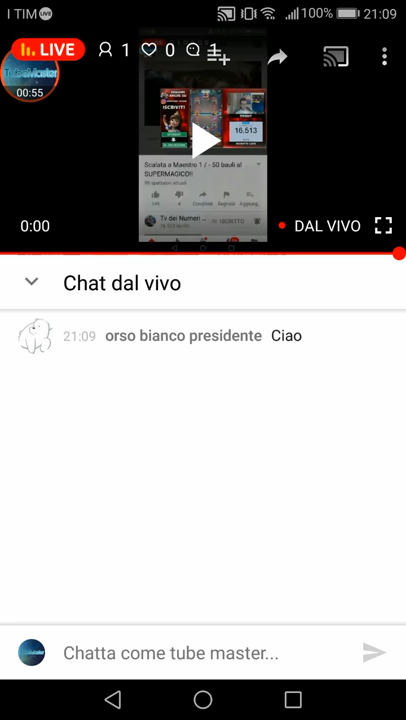 I TIM LIVE 100% 21:09
LIVE 1 0 1
TubeMaster
00:55
ISCRIVITI!
16.513
Scalata a Maestro 1 / - 50 bauli al
SUPERMAGICO!!
Tv dei Numeri ...
0:00
DAL VIVO
Chat dal vivo
21:09 orso bianco presidente Ciao
Chatta come tube master...